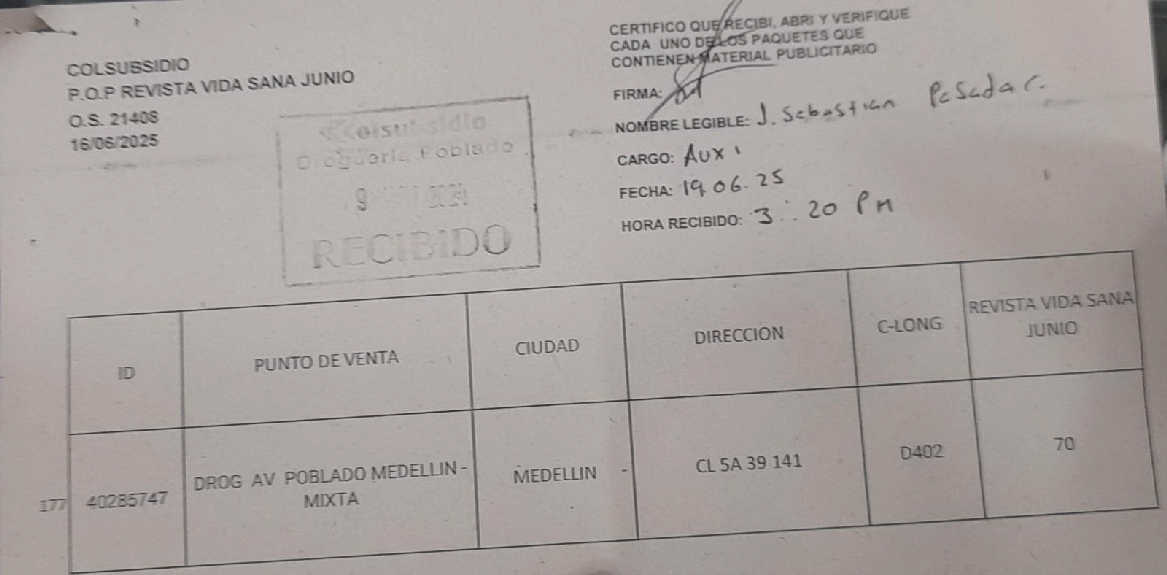 COLSUBSIDIO
P.O.P REVISTA VIDA SANA JUNIO
O.S. 21408
16/06/2025
CERTIFICO QUE RECIBI, ABRI Y VERIFIQUE
CADA UNO DE LOS PAQUETES QUE
CONTIENEN MATERIAL PUBLICITARIO
FIRMA:
NOMBRE LEGIBLE: J. Sebastian Posada C.
CARGO: Aux
FECHA: 19 06. 25
HORA RECIBIDO: 3:20 Pm
Colsubsidio
Droguería Poblado
9
RECIBIDO
ID PUNTO DE VENTA CIUDAD DIRECCION C-LONG REVISTA VIDA SANA JUNIO
177 40285747 DROG AV POBLADO MEDELLIN - MIXTA MEDELLIN - CL 5A 39 141 D402 70